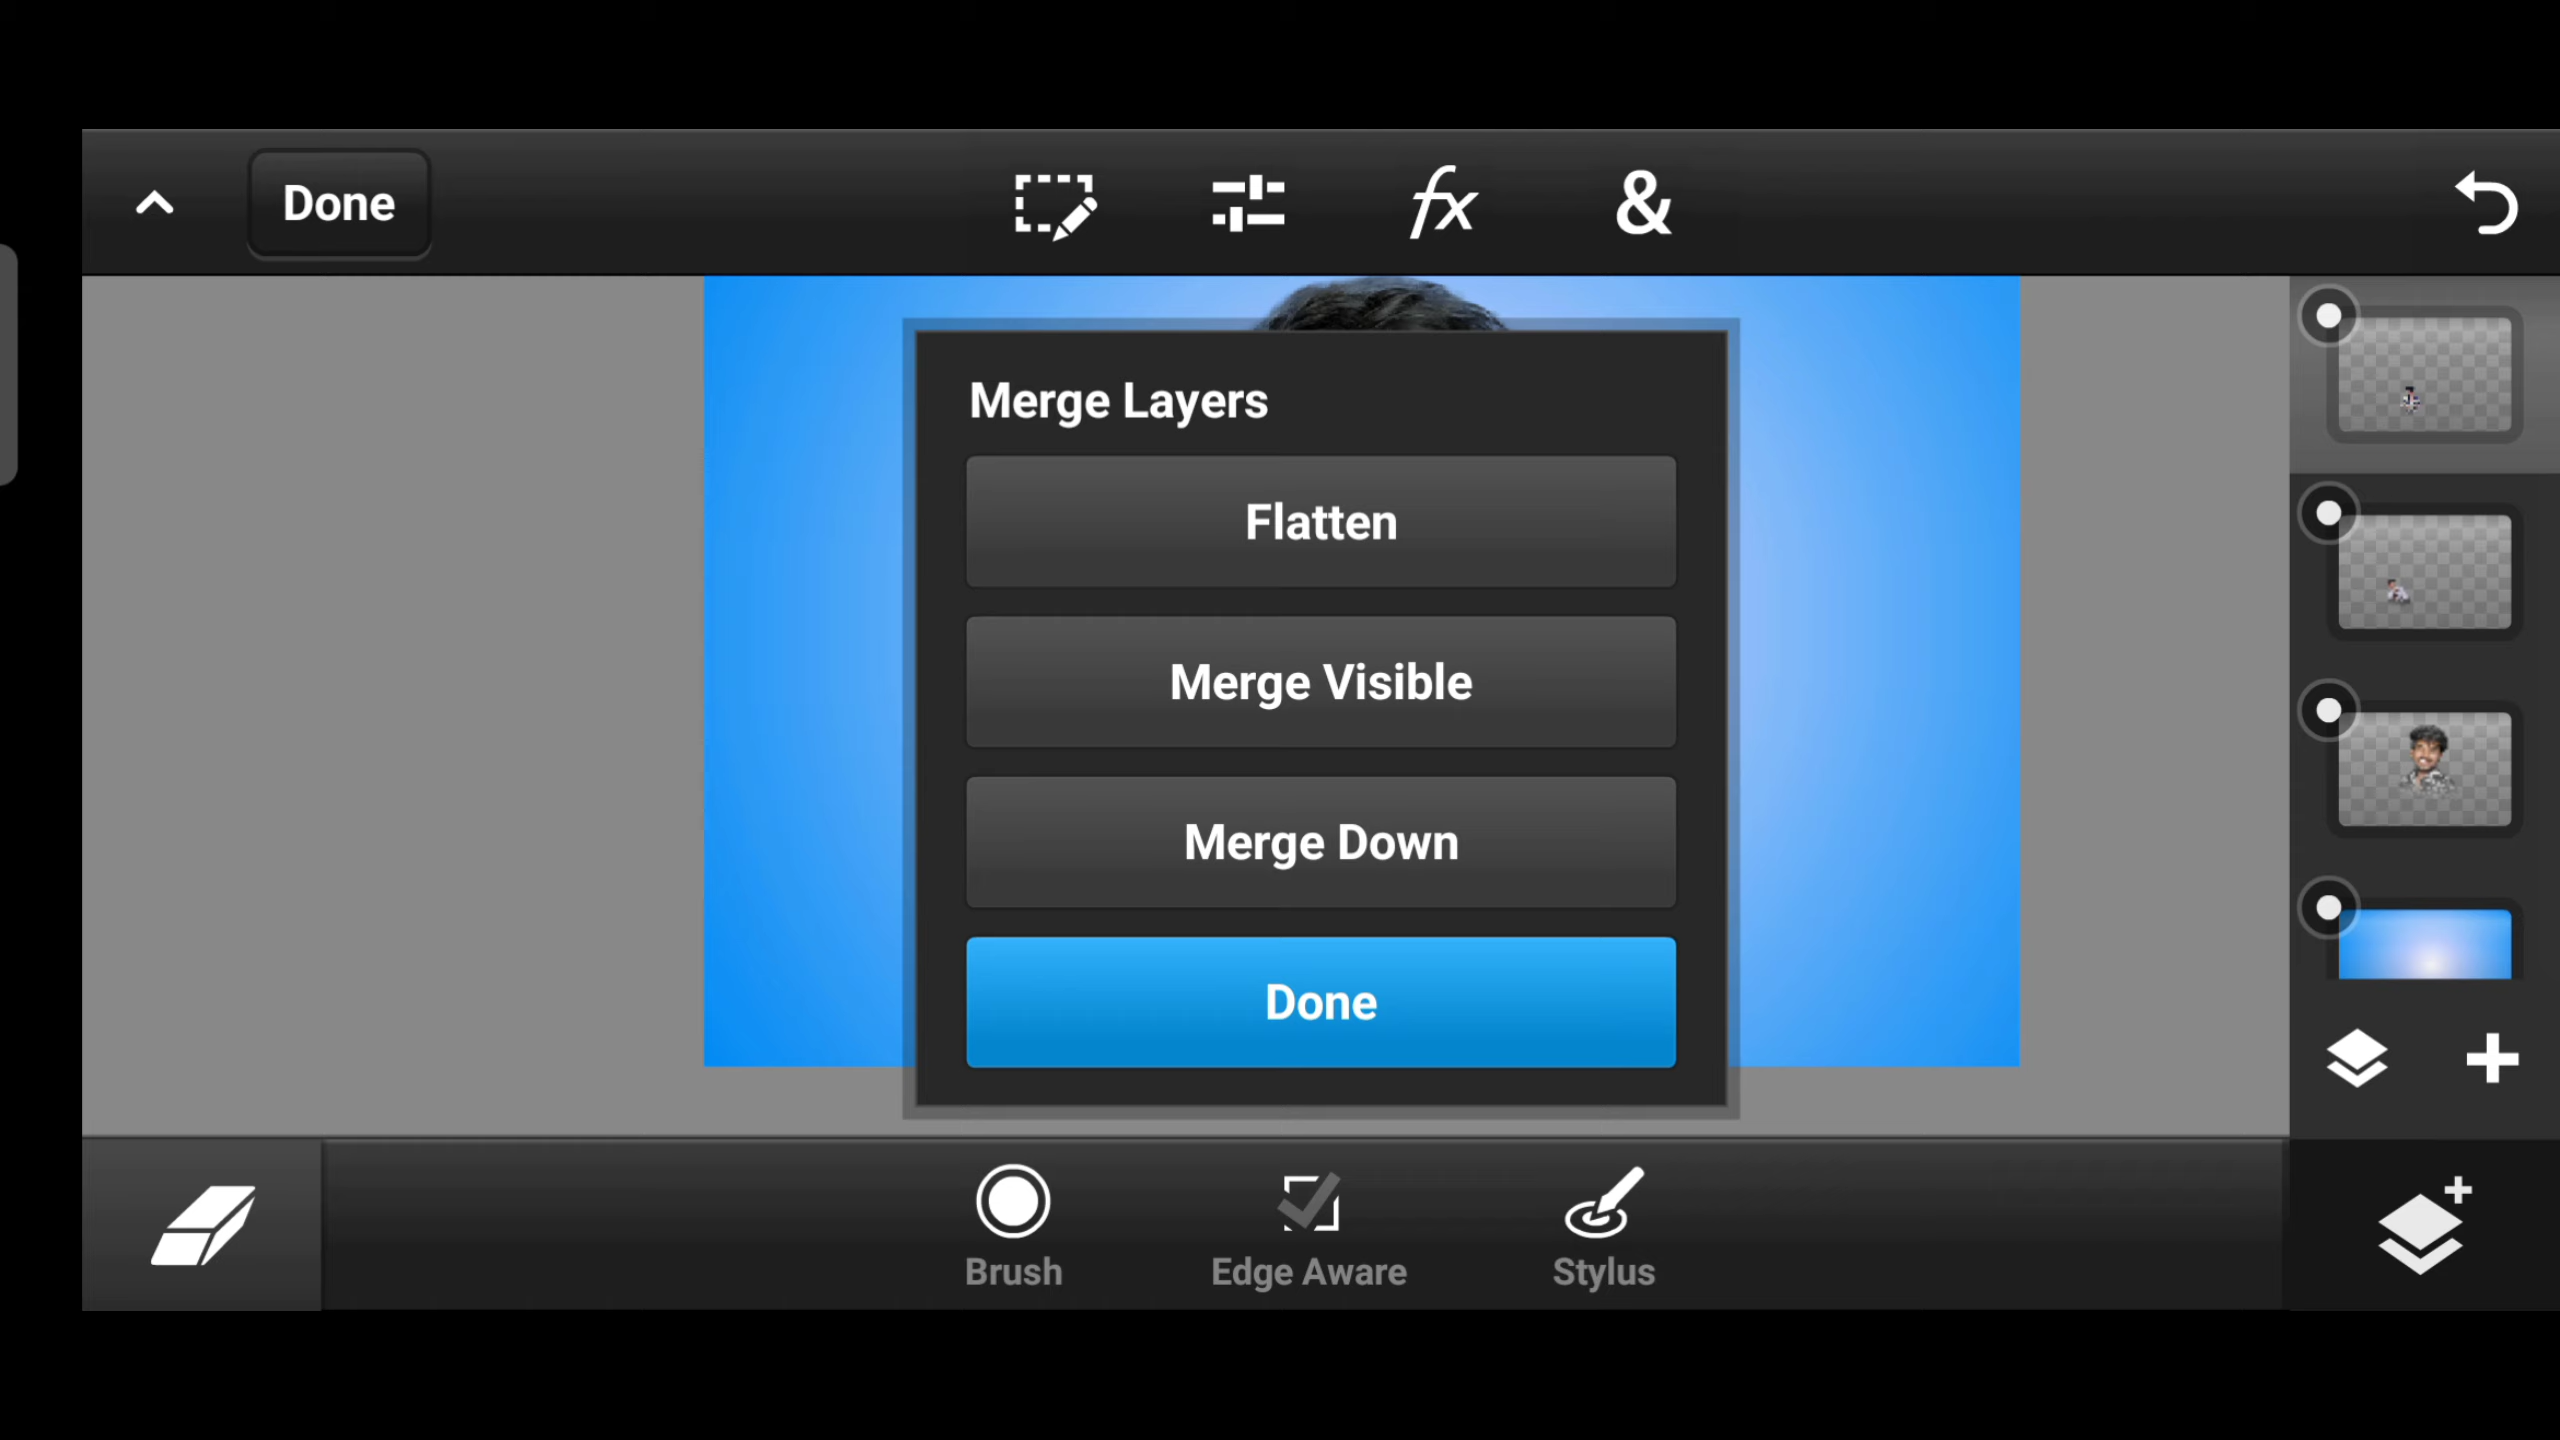 Done
fx
&
Merge Layers
Flatten
Merge Visible
Merge Down
Done
Brush
Edge Aware
Stylus